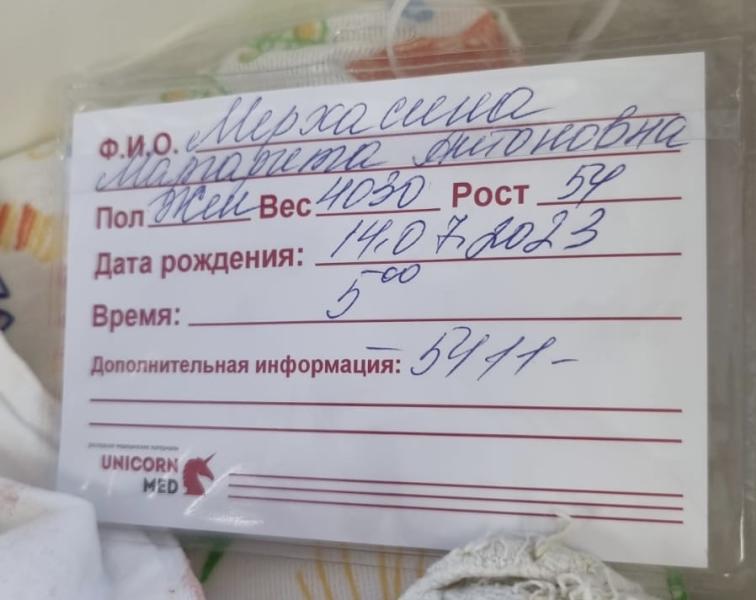 Ф.И.О. Мерхасина
Маргарита Антоновна
Пол Жен Вес 4030 Рост 54
Дата рождения: 14.07.2023
Время: 5⁰⁰
Дополнительная информация: - 5411 -
UNICORN
MED